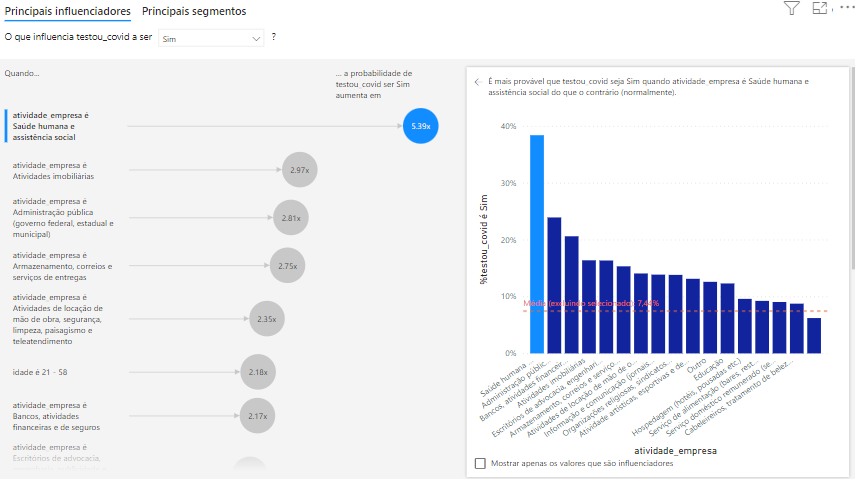 Principais influenciadores
Principais segmentos
O que influencia testou_covid a ser
Sim
?
Quando...
... a probabilidade de
testou_covid ser Sim
aumenta em
atividade_empresa é
Saúde humana e
assistência social
5.39x
atividade_empresa é
Atividades imobiliárias
2.97x
atividade_empresa é
Administração pública
(governo federal, estadual e
municipal)
2.81x
atividade_empresa é
Armazenamento, correios e
serviços de entregas
2.75x
atividade_empresa é
Atividades de locação de
mão de obra, segurança,
limpeza, paisagismo e
teleatendimento
2.35x
idade é 21 - 58
2.18x
atividade_empresa é
Bancos, atividades
financeiras e de seguros
2.17x
atividade_empresa é
Escritórios de advocacia,
É mais provável que testou_covid seja Sim quando atividade_empresa é Saúde humana e
assistência social do que o contrário (normalmente).
%testou_covid é Sim
40%
30%
20%
10%
0%
Média (excluindo selecionado)
Saúde humana ...
Administração públic...
Bancos, atividades financeir...
Atividades imobiliárias
Escritórios de advocacia, engenhari...
Armazenamento, correios e serviço...
Atividades de locação de mão de o...
Informação e comunicação (jornais...
Organizações religiosas, sindicatos...
Atividade artísticas, esportivas e de...
Outro
Educação
Hospedagem (hotéis, pousadas etc)
Serviço de alimentação (bares, rest...
Serviço doméstico remunerado (se...
Cabeleireiros, tratamento de belez...
atividade_empresa
Mostrar apenas os valores que são influenciadores